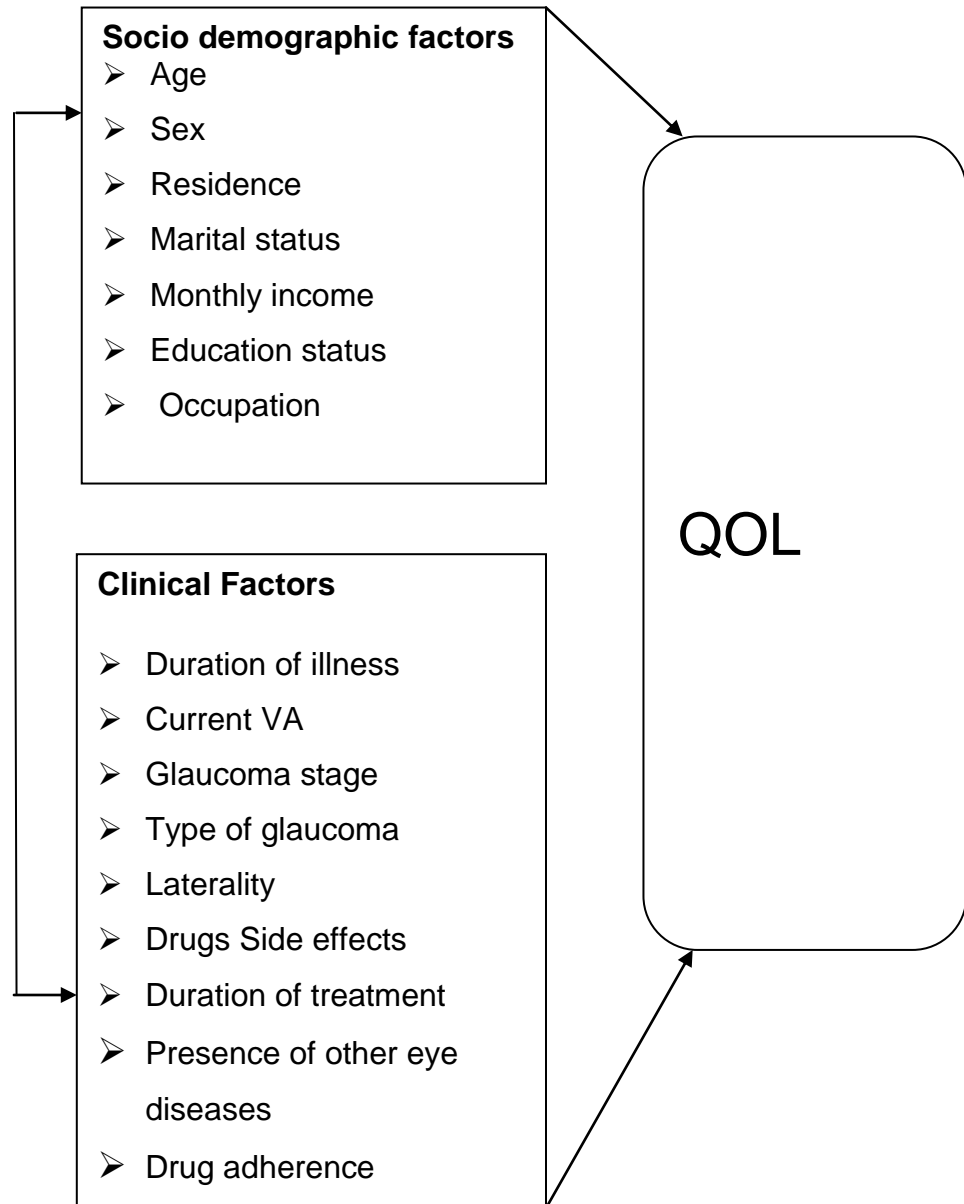 Socio demographic factors
➢ Age
➢ Sex
➢ Residence
➢ Marital status
➢ Monthly income
➢ Education status
➢ Occupation
QOL
Clinical Factors
➢ Duration of illness
➢ Current VA
➢ Glaucoma stage
➢ Type of glaucoma
➢ Laterality
➢ Drugs Side effects
➢ Duration of treatment
➢ Presence of other eye
diseases
➢ Drug adherence